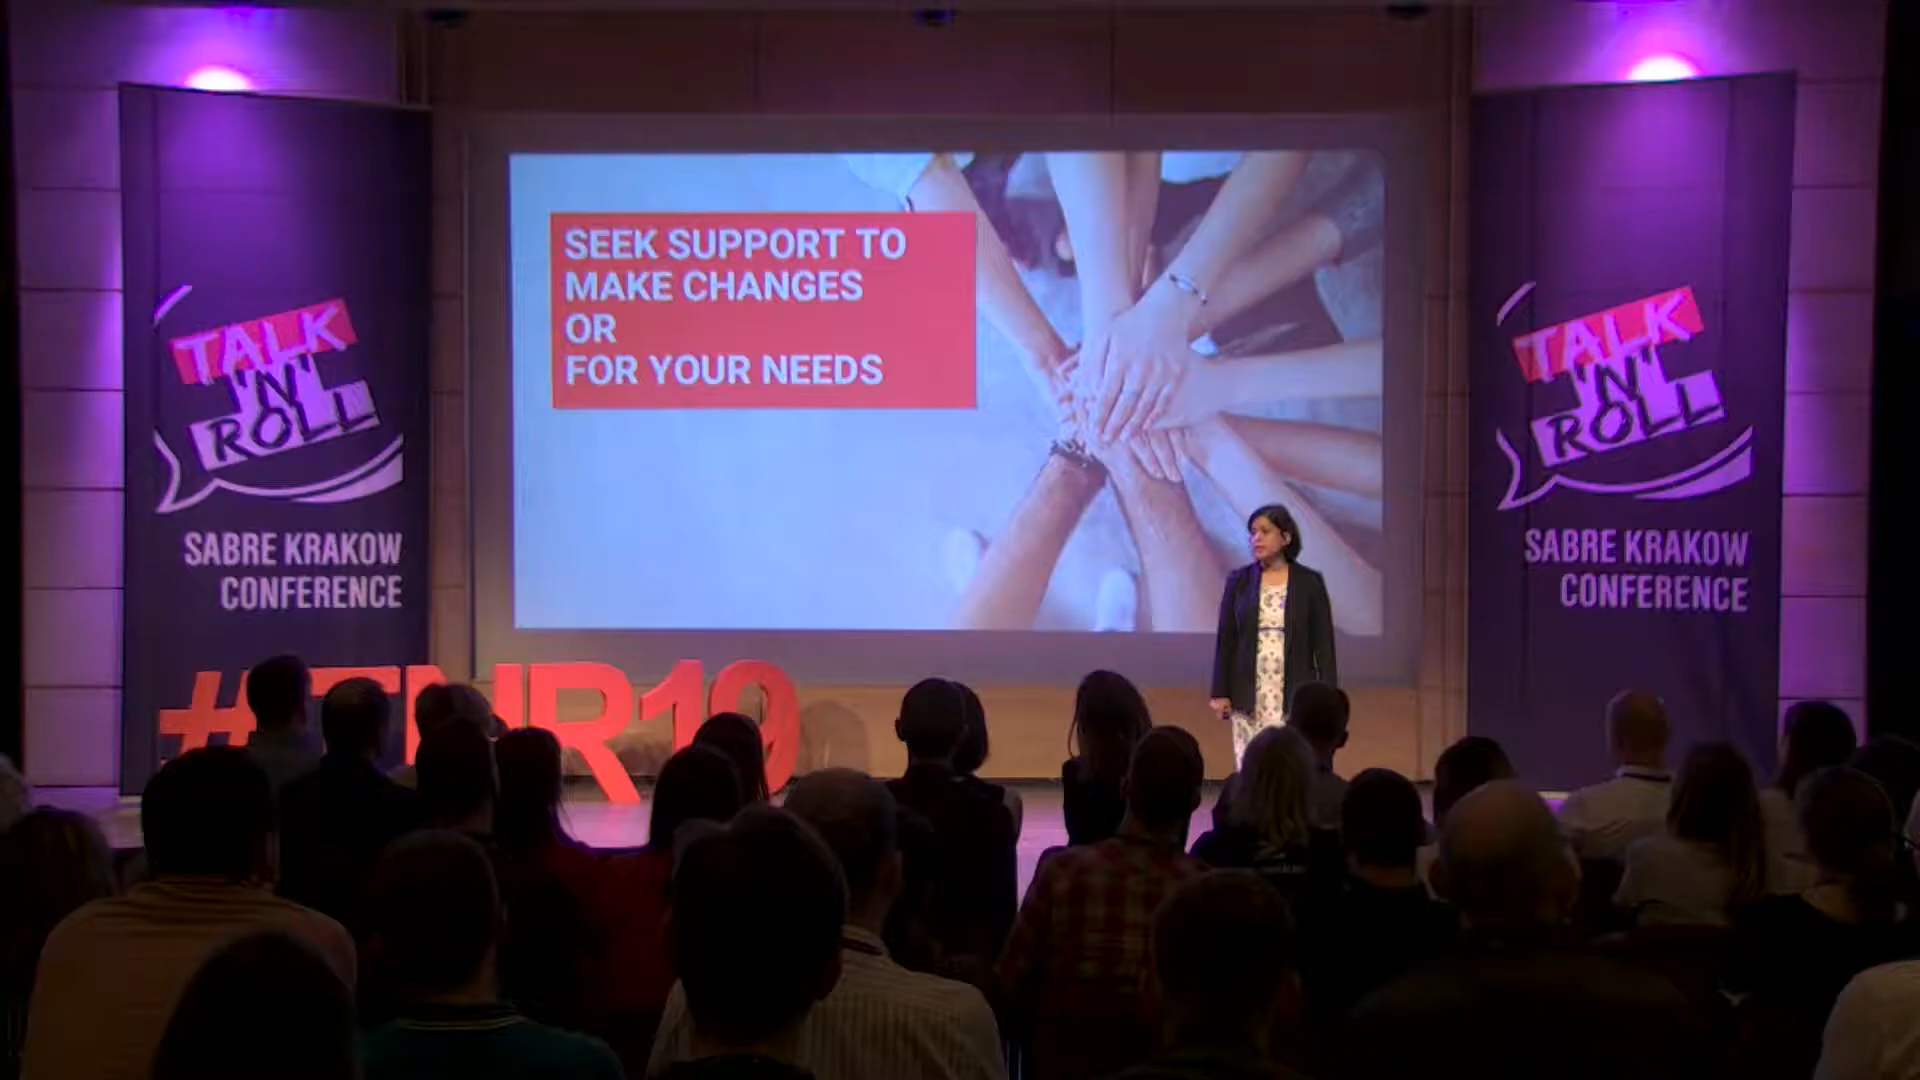 SEEK SUPPORT TO
MAKE CHANGES
OR
FOR YOUR NEEDS
TALK
'N'
ROLL
SABRE KRAKOW
CONFERENCE
TALK
'N'
ROLL
SABRE KRAKOW
CONFERENCE
#TNR19